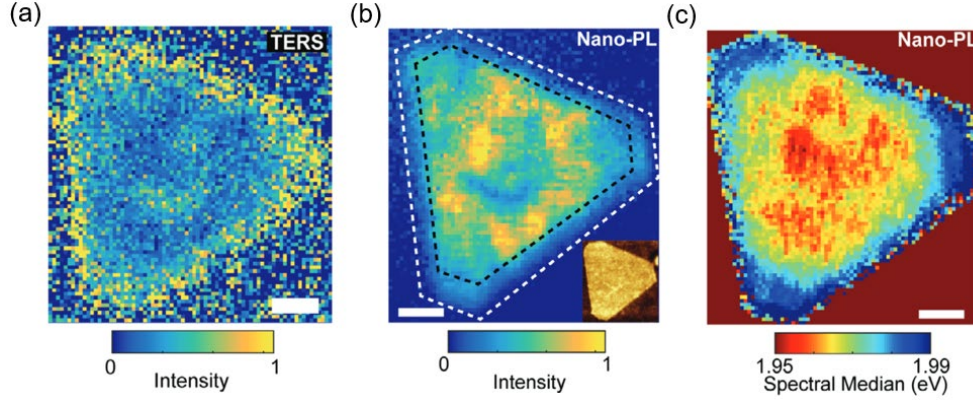 (a)
TERS
0
1
Intensity
(b)
Nano-PL
0
1
Intensity
(c)
Nano-PL
1.95
1.99
Spectral Median (eV)